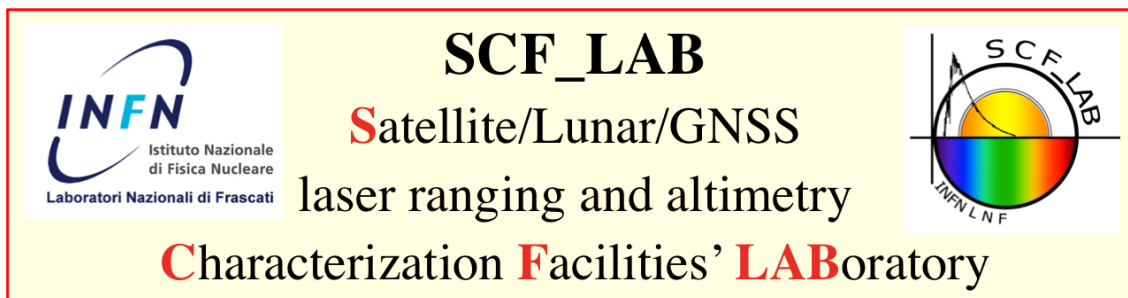 INFN
Istituto Nazionale
di Fisica Nucleare
Laboratori Nazionali di Frascati
SCF_LAB
Satellite/Lunar/GNSS
laser ranging and altimetry
Characterization Facilities’ LABoratory
SCF_LAB
INFN LNF